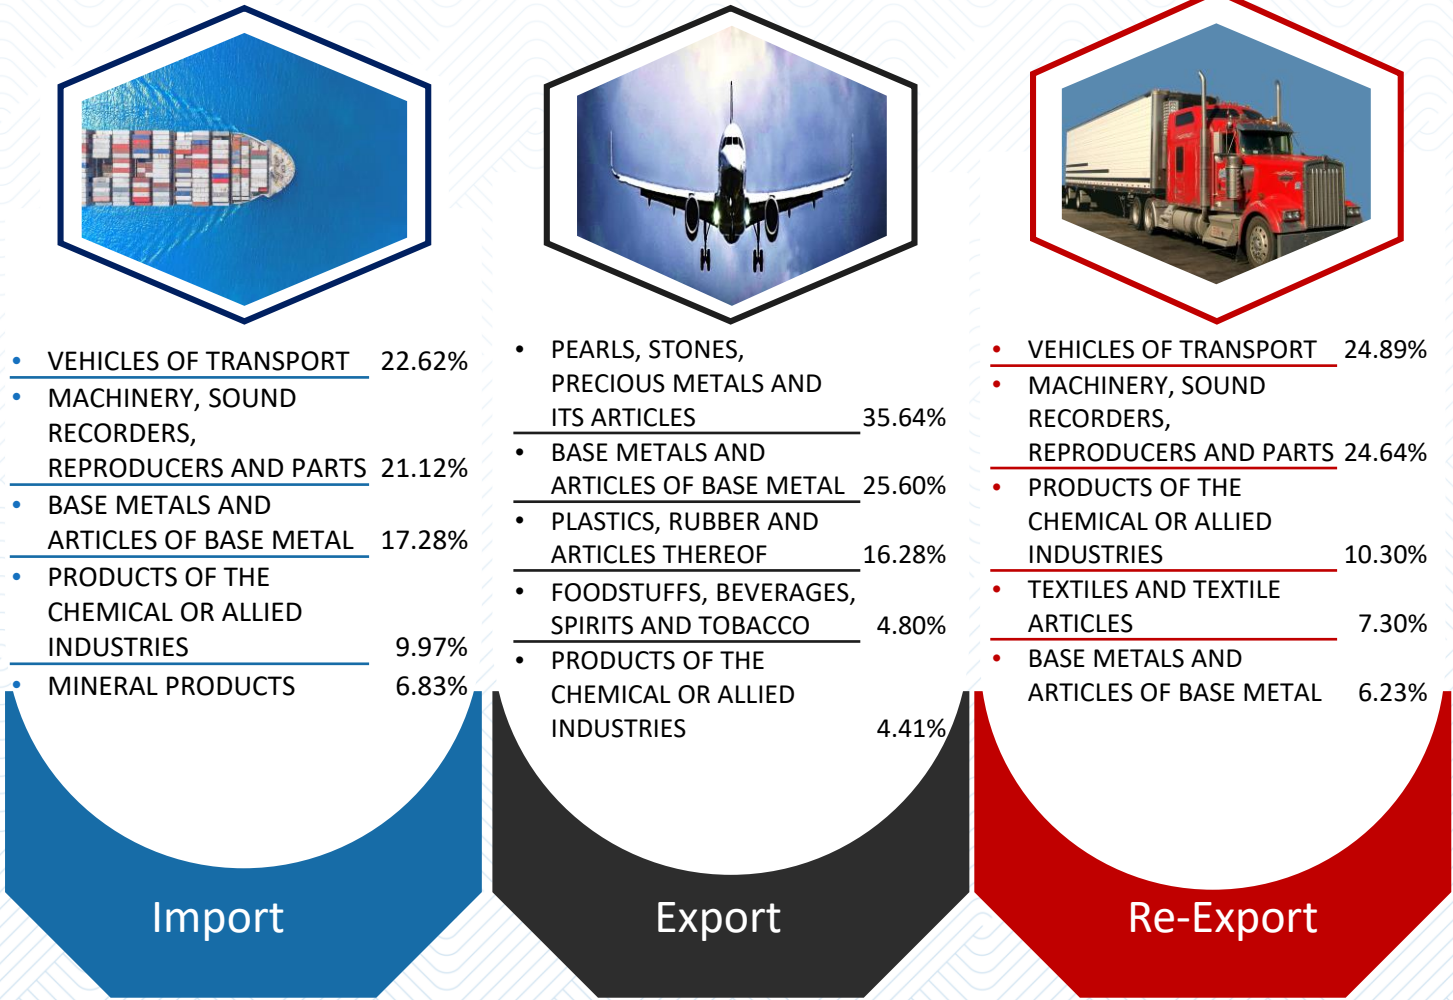 • VEHICLES OF TRANSPORT 22.62%
• MACHINERY, SOUND
RECORDERS,
REPRODUCERS AND PARTS 21.12%
• BASE METALS AND
ARTICLES OF BASE METAL 17.28%
• PRODUCTS OF THE
CHEMICAL OR ALLIED
INDUSTRIES 9.97%
• MINERAL PRODUCTS 6.83%
Import
• PEARLS, STONES,
PRECIOUS METALS AND
ITS ARTICLES 35.64%
• BASE METALS AND
ARTICLES OF BASE METAL 25.60%
• PLASTICS, RUBBER AND
ARTICLES THEREOF 16.28%
• FOODSTUFFS, BEVERAGES,
SPIRITS AND TOBACCO 4.80%
• PRODUCTS OF THE
CHEMICAL OR ALLIED
INDUSTRIES 4.41%
Export
• VEHICLES OF TRANSPORT 24.89%
• MACHINERY, SOUND
RECORDERS,
REPRODUCERS AND PARTS 24.64%
• PRODUCTS OF THE
CHEMICAL OR ALLIED
INDUSTRIES 10.30%
• TEXTILES AND TEXTILE
ARTICLES 7.30%
• BASE METALS AND
ARTICLES OF BASE METAL 6.23%
Re-Export